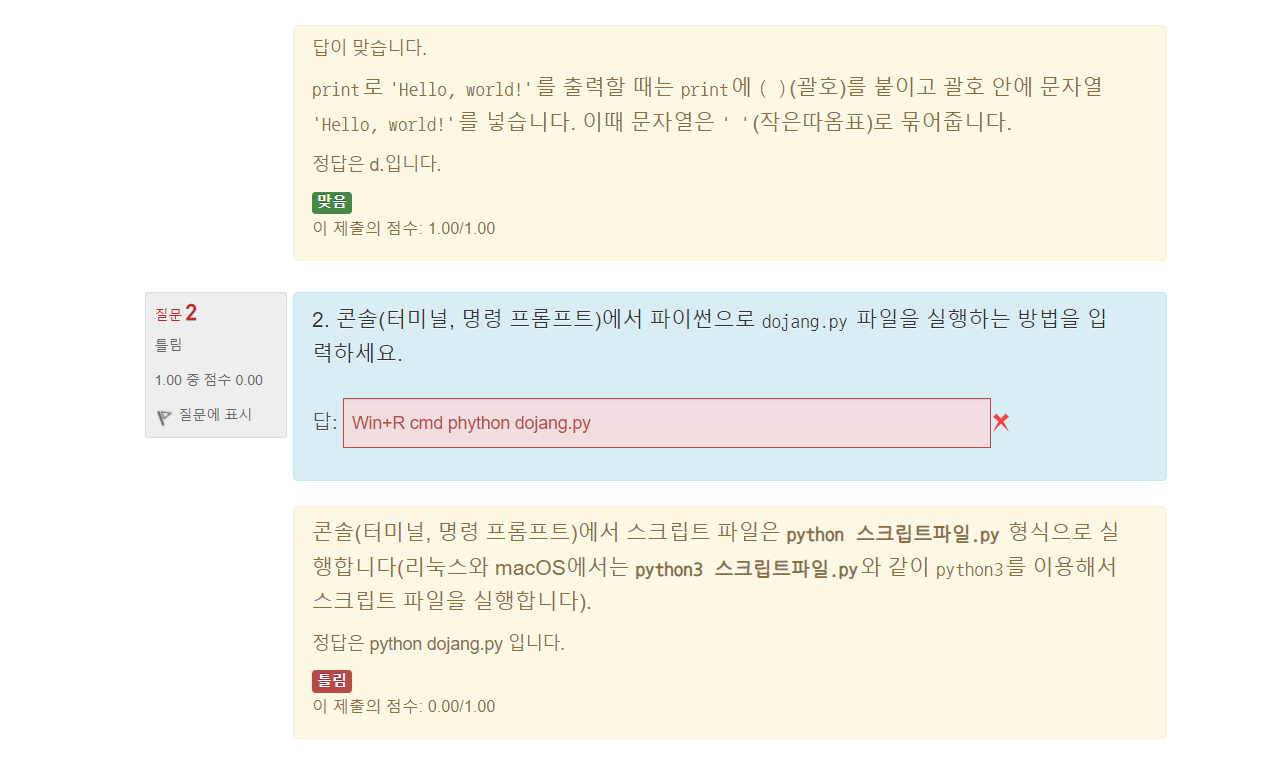 답이 맞습니다.
print로 'Hello, world!'를 출력할 때는 print에 ( )(괄호)를 붙이고 괄호 안에 문자열
'Hello, world!'를 넣습니다. 이때 문자열은 ' '(작은따옴표)로 묶어줍니다.
정답은 d.입니다.
맞음
이 제출의 점수: 1.00/1.00
질문 2
틀림
1.00 중 점수 0.00
질문에 표시
2. 콘솔(터미널, 명령 프롬프트)에서 파이썬으로 dojang.py 파일을 실행하는 방법을 입
력하세요.
답: Win+R cmd phython dojang.py
콘솔(터미널, 명령 프롬프트)에서 스크립트 파일은 python 스크립트파일.py 형식으로 실
행합니다(리눅스와 macOS에서는 python3 스크립트파일.py와 같이 python3를 이용해서
스크립트 파일을 실행합니다).
정답은 python dojang.py 입니다.
틀림
이 제출의 점수: 0.00/1.00